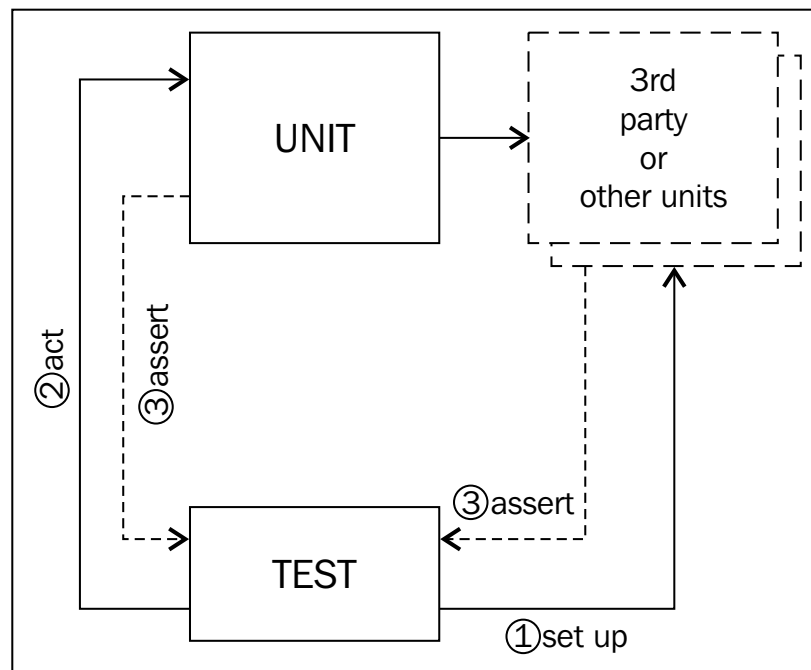 UNIT
3rd
party
or
other units
②act
③assert
③assert
TEST
①set up